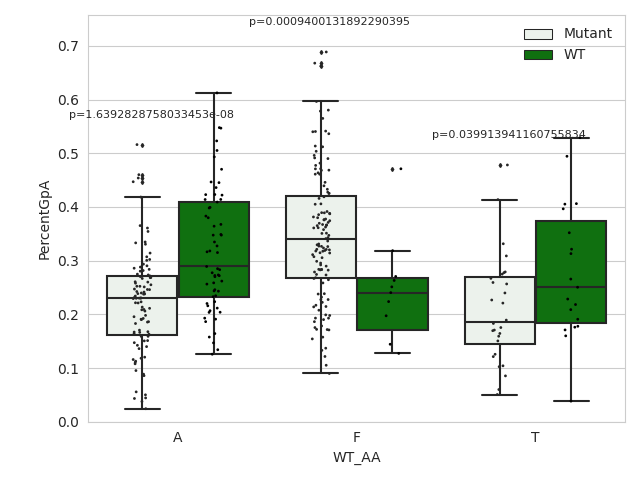 p=0.0009400131892290395
Mutant
WT
p=1.6392828758033453e-08
p=0.039913941160755834
PercentGpA
0.7
0.6
0.5
0.4
0.3
0.2
0.1
0.0
A
F
T
WT_AA